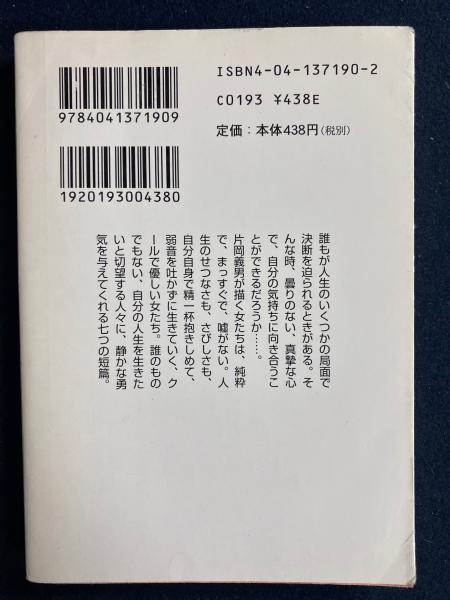 ISBN4-04-137190-2
C0193 ¥438E
定価：本体438円（税別）
9784041371909
1920193004380
誰もが人生のいくつかの局面で
決断を迫られるときがある。そ
んな時、曇りのない、真摯な心
で、自分の気持ちに向き合うこ
とができるだろうか……。
片岡義男が描く女たちは、純粋
で、まっすぐで、嘘がない。人
生のせつなさも、さびしさも、
自分自身で精一杯抱きしめて、
弱音を吐かずに生きていく、ク
ールで優しい女たち。誰のもの
でもない、自分の人生を生きた
いと切望する人々に、静かな勇
気を与えてくれる七つの短篇。